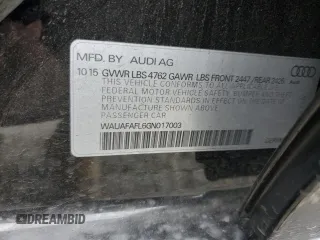 MFD. BY AUDI AG
10 15 GVWR LBS 4762 GAWR LBS FRONT 2447 / REAR
THIS VEHICLE CONFORMS TO ALL APPLICABLE
FEDERAL MOTOR VEHICLE SAFETY, BUMPER AND THEFT
PREVENTION STANDARDS IN EFFECT ON THE DATE OF
MANUFACTURE SHOWN ABOVE.
WAUAFAFL6GN017003
PASSENGER CAR
©AUTOBIDMAP